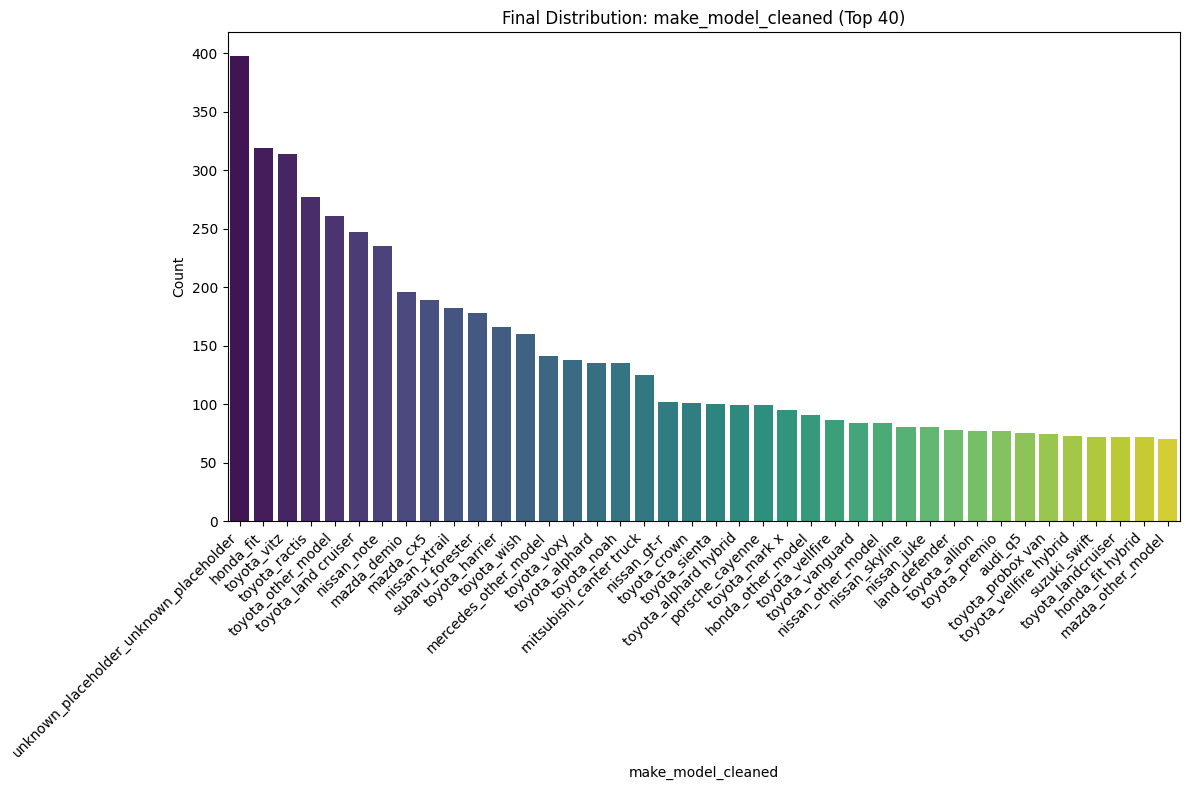 Final Distribution: make_model_cleaned (Top 40)
Count
400
350
300
250
200
150
100
50
0
unknown_placeholder_unknown_placeholder
honda_fit
toyota_vitz
toyota_ractis
toyota_other_model
toyota_land cruiser
nissan_note
mazda_demio
mazda_cx5
nissan_xtrail
subaru_forester
toyota_harrier
toyota_wish
mercedes_other_model
toyota_voxy
toyota_alphard
toyota_noah
mitsubishi_canter truck
nissan_gt-r
toyota_crown
toyota_sienta
toyota_alphard hybrid
porsche_cayenne
toyota_mark x
honda_other_model
toyota_vellfire
toyota_vanguard
nissan_other_model
nissan_skyline
nissan_juke
land_defender
toyota_allion
toyota_premio
audi_q5
toyota_probox van
toyota_vellfire hybrid
suzuki_swift
toyota_landcruiser
honda_fit hybrid
mazda_other_model
make_model_cleaned